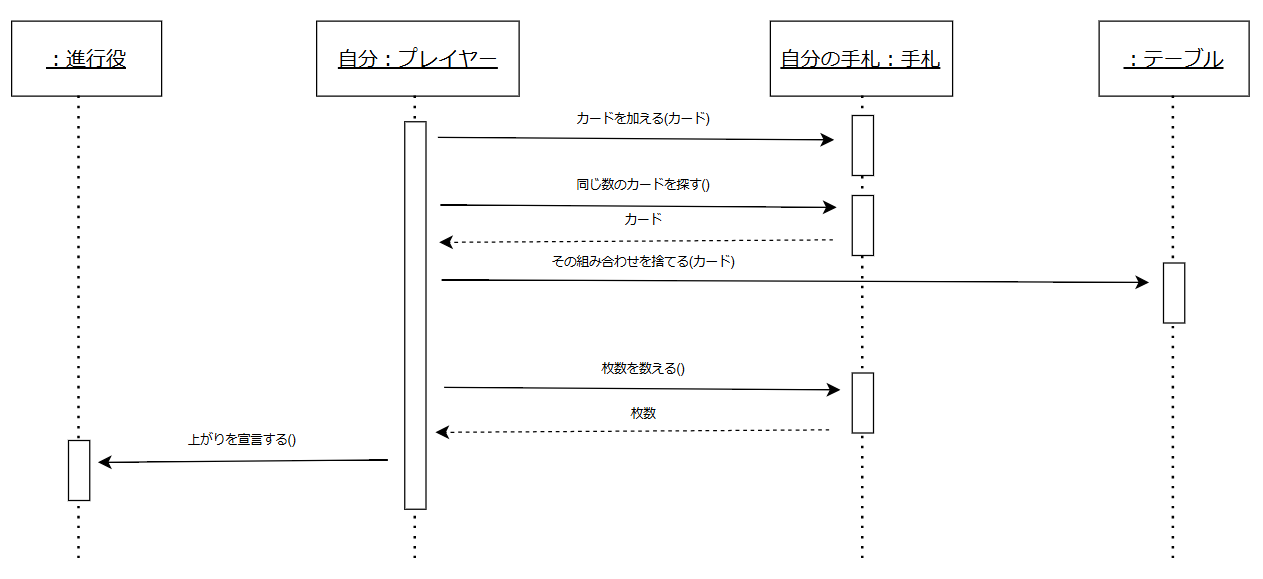 ：進行役
自分：プレイヤー
自分の手札：手札
：テーブル
カードを加える(カード)
同じ数のカードを探す()
カード
その組み合わせを捨てる(カード)
枚数を数える()
枚数
上がりを宣言する()